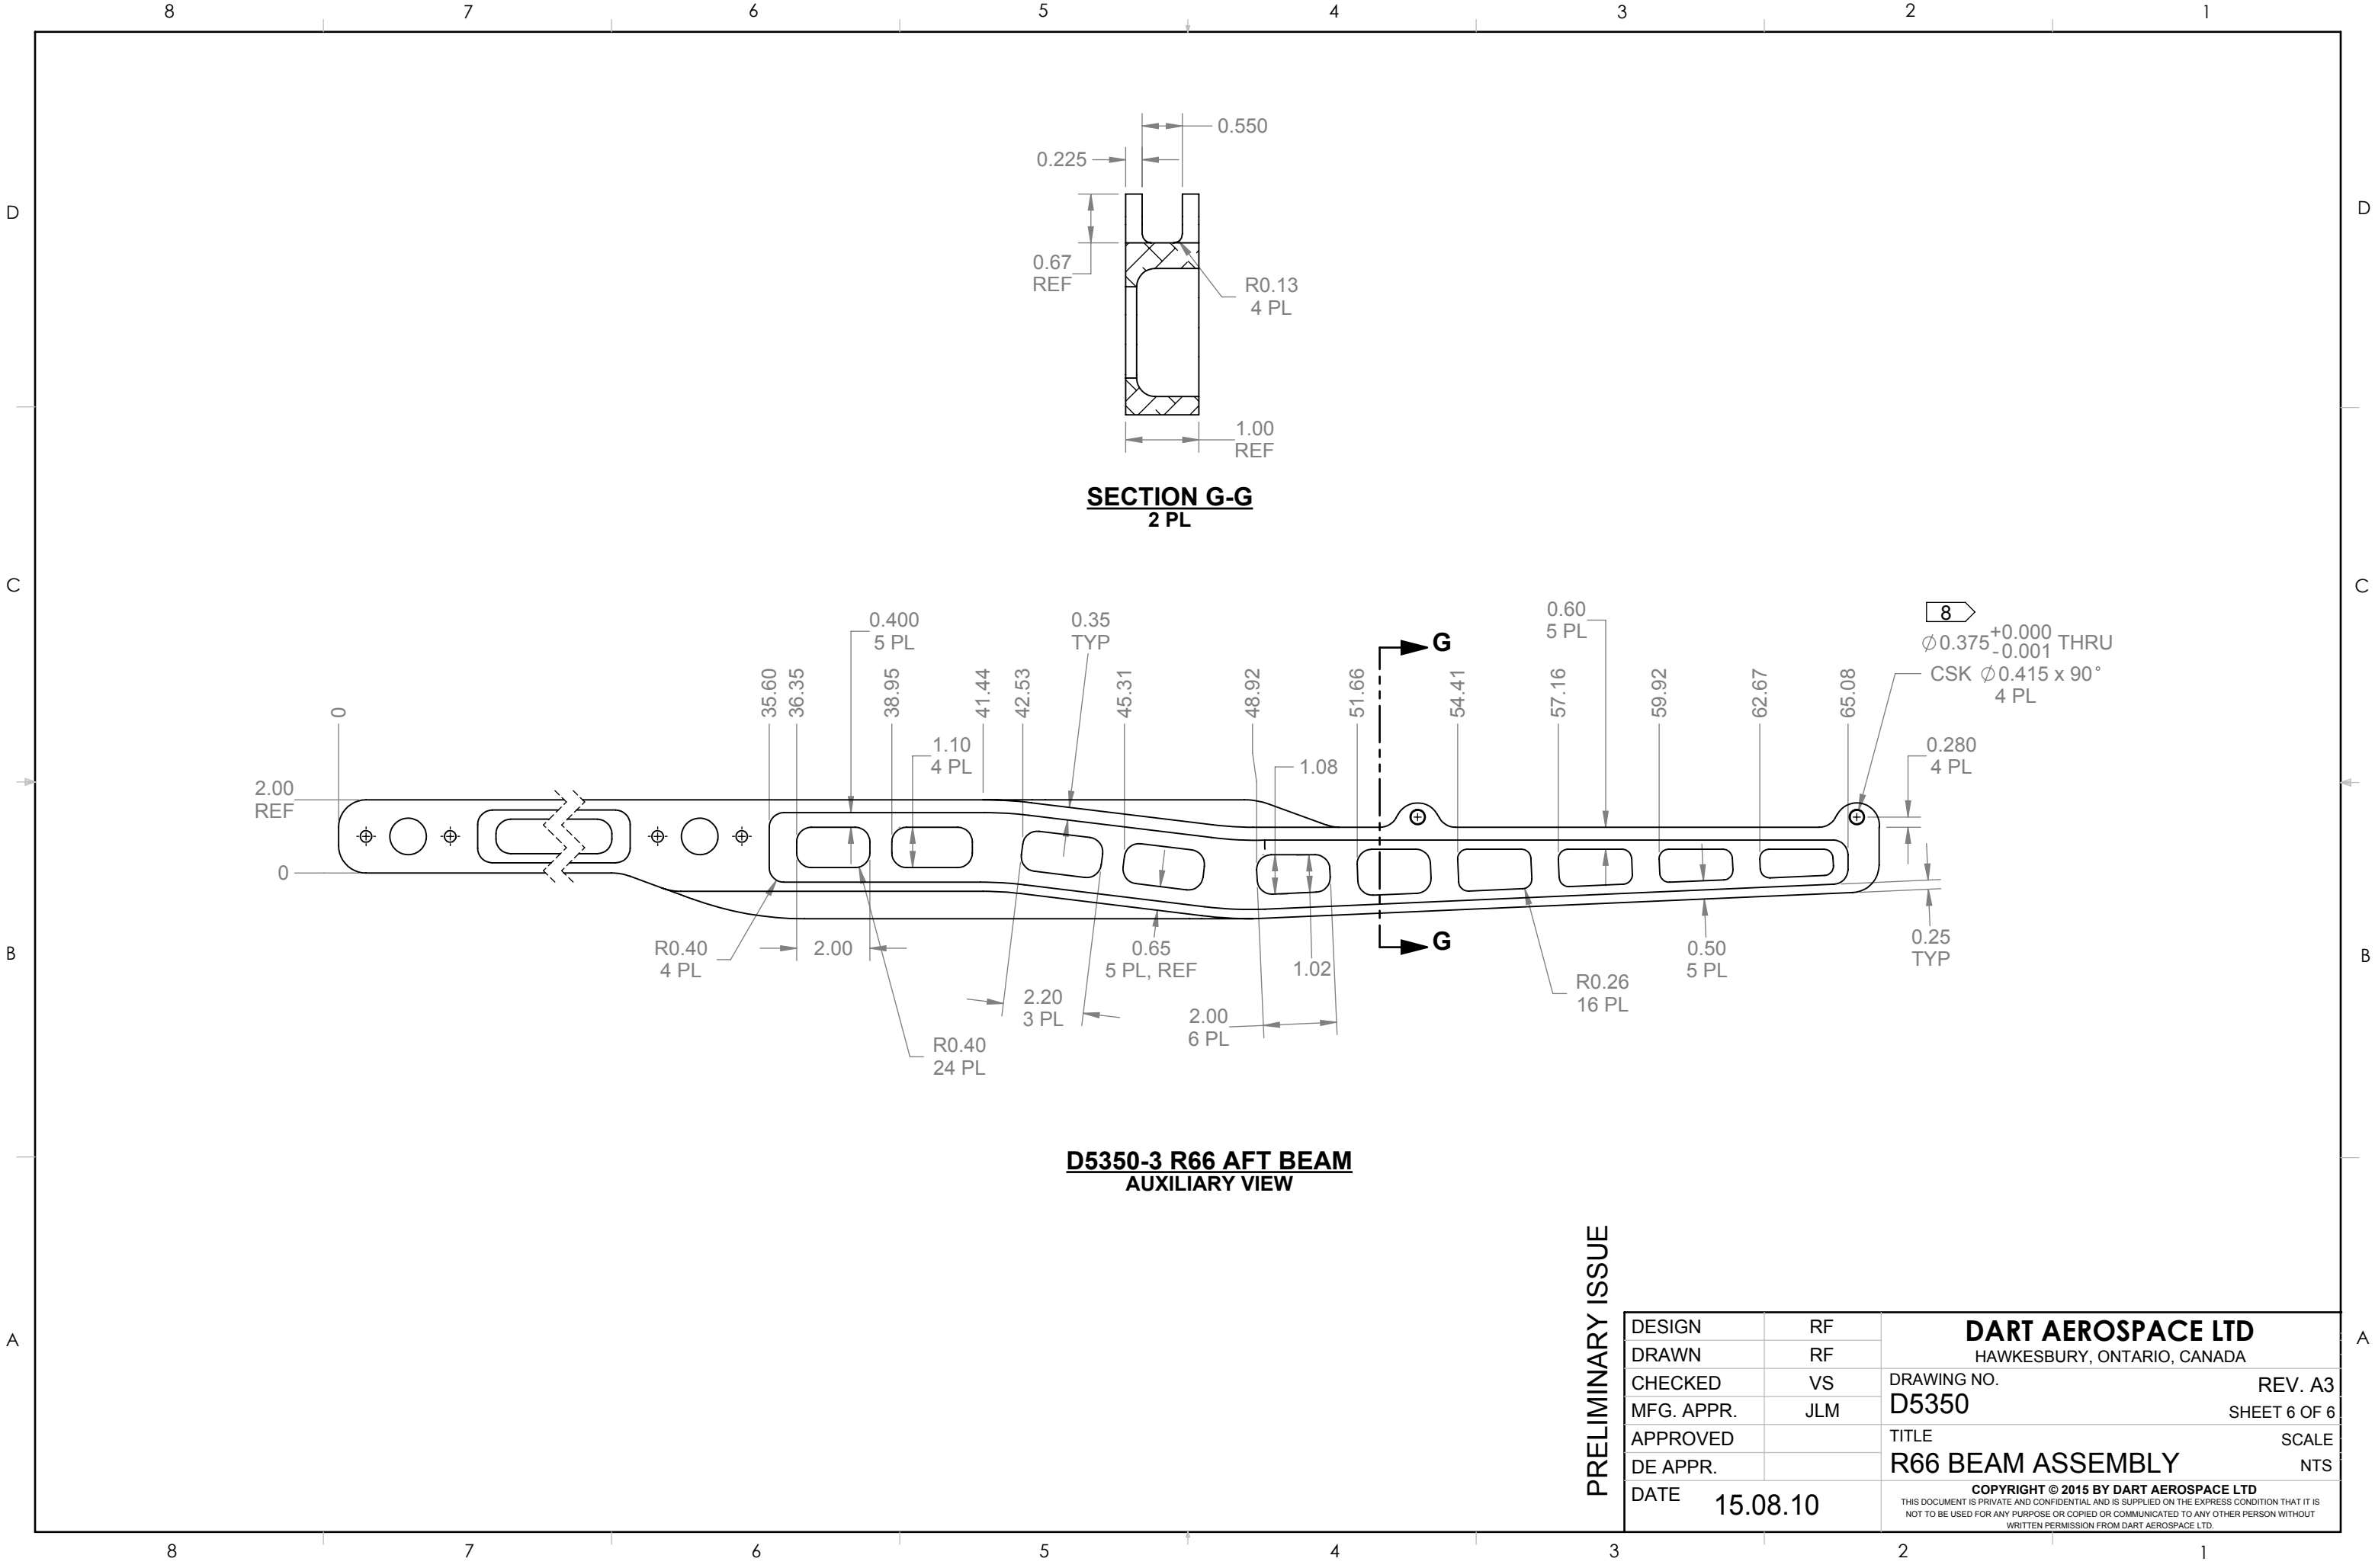 8 7 6 5 4 3 2 1
D D
0.550
0.225
0.67
REF
R0.13
4 PL
1.00
REF
SECTION G-G
2 PL
C C
8
Ø0.375 +0.000 -0.001 THRU
CSK Ø0.415 x 90°
4 PL
0.400
5 PL
0.35
TYP
G
0.60
5 PL
0
35.60
36.35
38.95
41.44
42.53
45.31
48.92
51.66
54.41
57.16
59.92
62.67
65.08
1.10
4 PL
1.08
0.280
4 PL
2.00
REF
0
B B
R0.40
4 PL
2.00
0.65
5 PL, REF
1.02
G
0.50
5 PL
0.25
TYP
R0.26
16 PL
2.20
3 PL
2.00
6 PL
R0.40
24 PL
D5350-3 R66 AFT BEAM
AUXILIARY VIEW
PRELIMINARY ISSUE
A A
DESIGN RF
DRAWN RF
CHECKED VS
MFG. APPR. JLM
APPROVED
DE APPR.
DATE 15.08.10
DART AEROSPACE LTD
HAWKESBURY, ONTARIO, CANADA
DRAWING NO. REV. A3
D5350 SHEET 6 OF 6
TITLE SCALE
R66 BEAM ASSEMBLY NTS
COPYRIGHT © 2015 BY DART AEROSPACE LTD
THIS DOCUMENT IS PRIVATE AND CONFIDENTIAL AND IS SUPPLIED ON THE EXPRESS CONDITION THAT IT IS
NOT TO BE USED FOR ANY PURPOSE OR COPIED OR COMMUNICATED TO ANY OTHER PERSON WITHOUT
WRITTEN PERMISSION FROM DART AEROSPACE LTD.
8 7 6 5 4 3 2 1